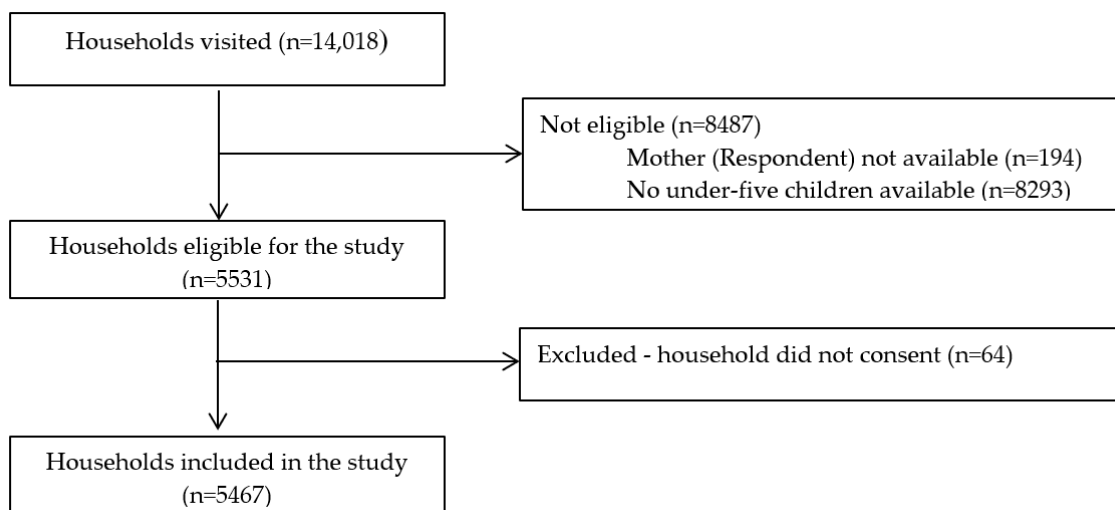 Households visited (n=14,018)
Not eligible (n=8487)
Mother (Respondent) not available (n=194)
No under-five children available (n=8293)
Households eligible for the study
(n=5531)
Excluded - household did not consent (n=64)
Households included in the study
(n=5467)